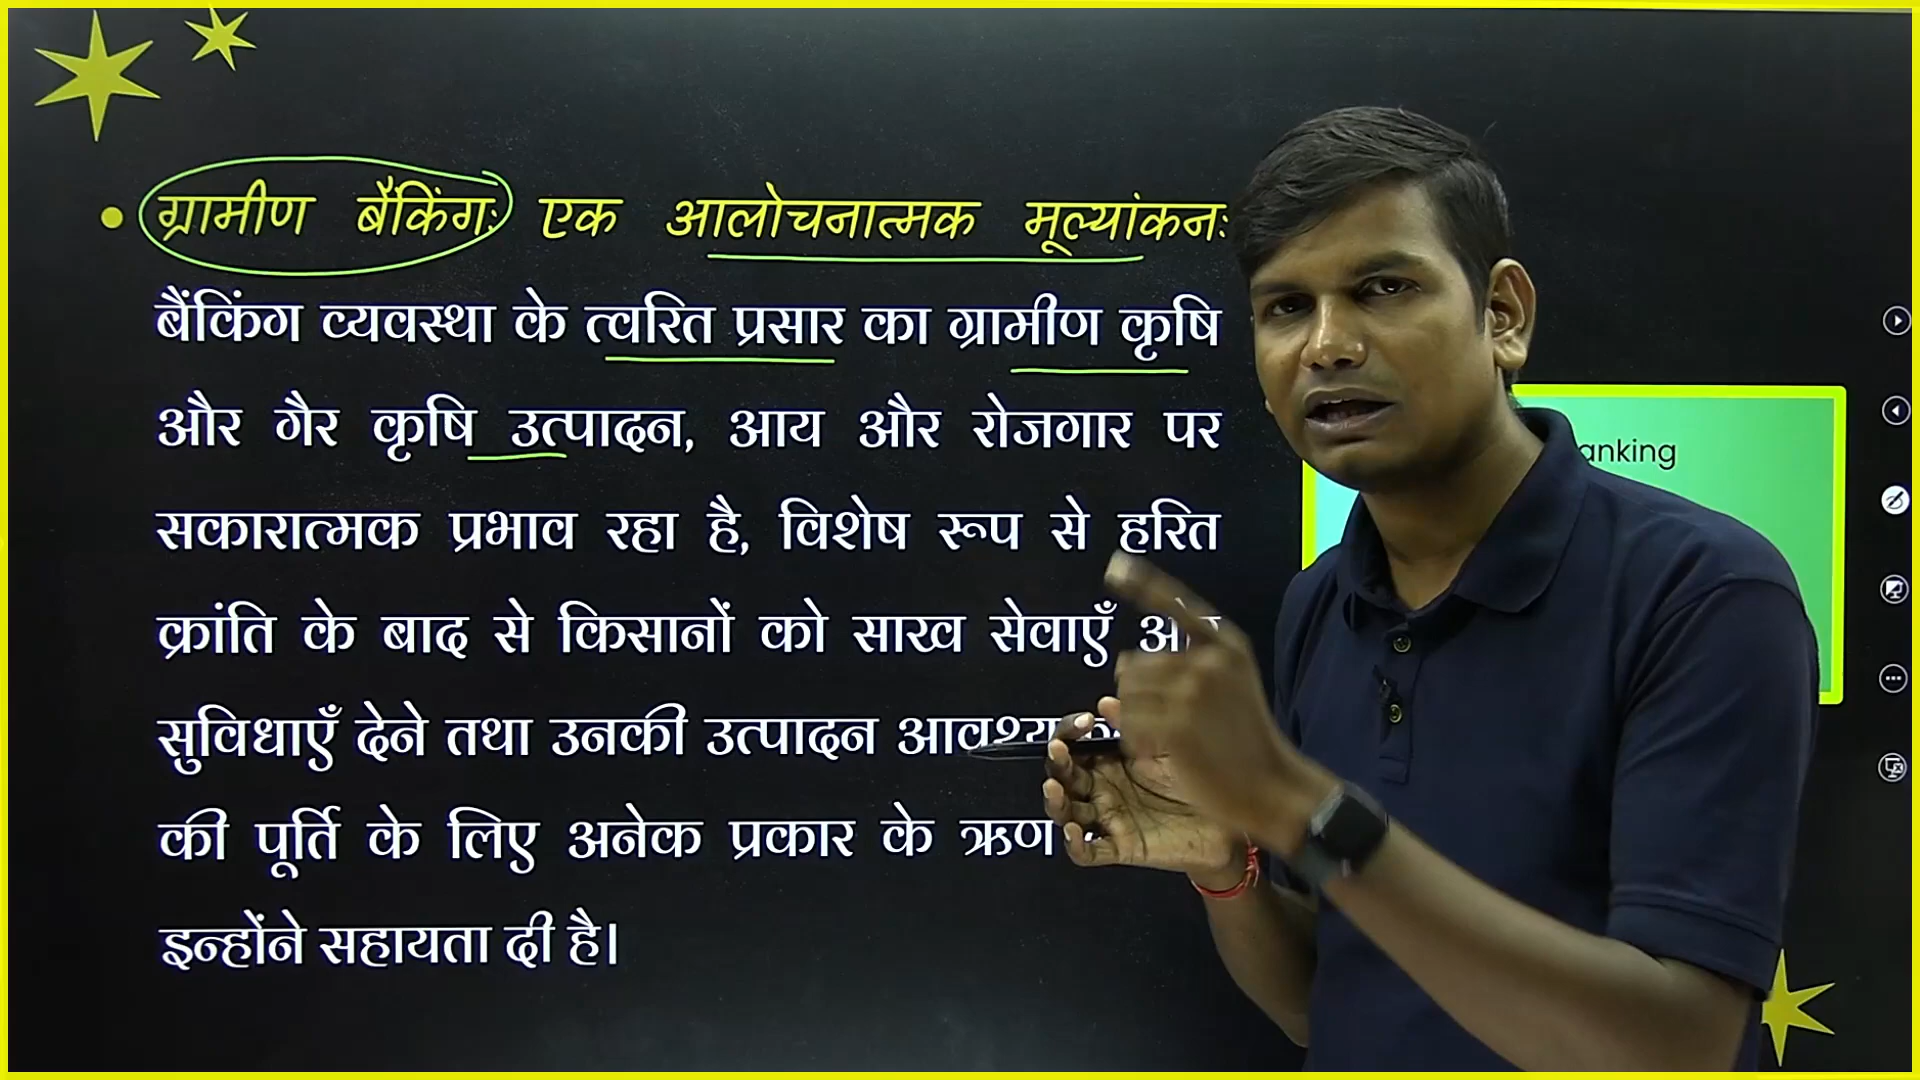 • ग्रामीण बैंकिंगः एक आलोचनात्मक मूल्यांकनः
बैंकिंग व्यवस्था के त्वरित प्रसार का ग्रामीण कृषि
और गैर कृषि उत्पादन, आय और रोजगार पर
सकारात्मक प्रभाव रहा है, विशेष रूप से हरित
क्रांति के बाद से किसानों को साख सेवाएँ
सुविधाएँ देने तथा उनकी उत्पादन
की पूर्ति के लिए अनेक प्रकार के ऋण
इन्होंने सहायता दी है।
anking